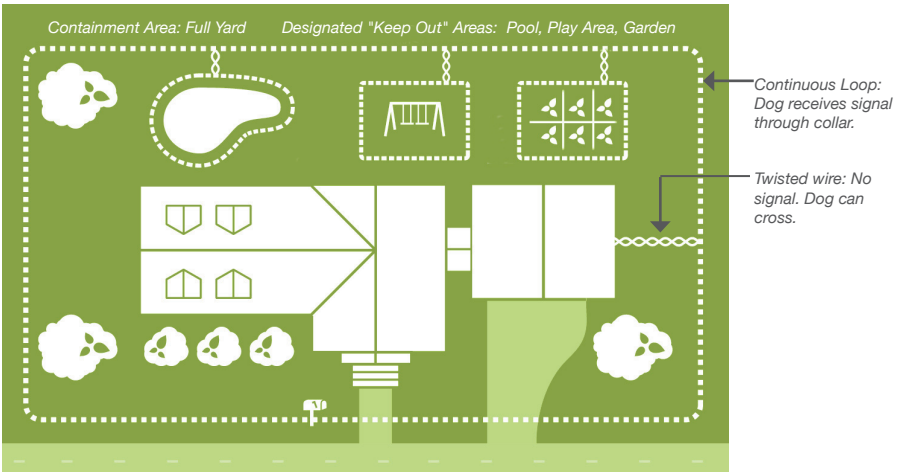 Containment Area: Full Yard
Designated "Keep Out" Areas: Pool, Play Area, Garden
Continuous Loop:
Dog receives signal
through collar.
Twisted wire: No
signal. Dog can
cross.